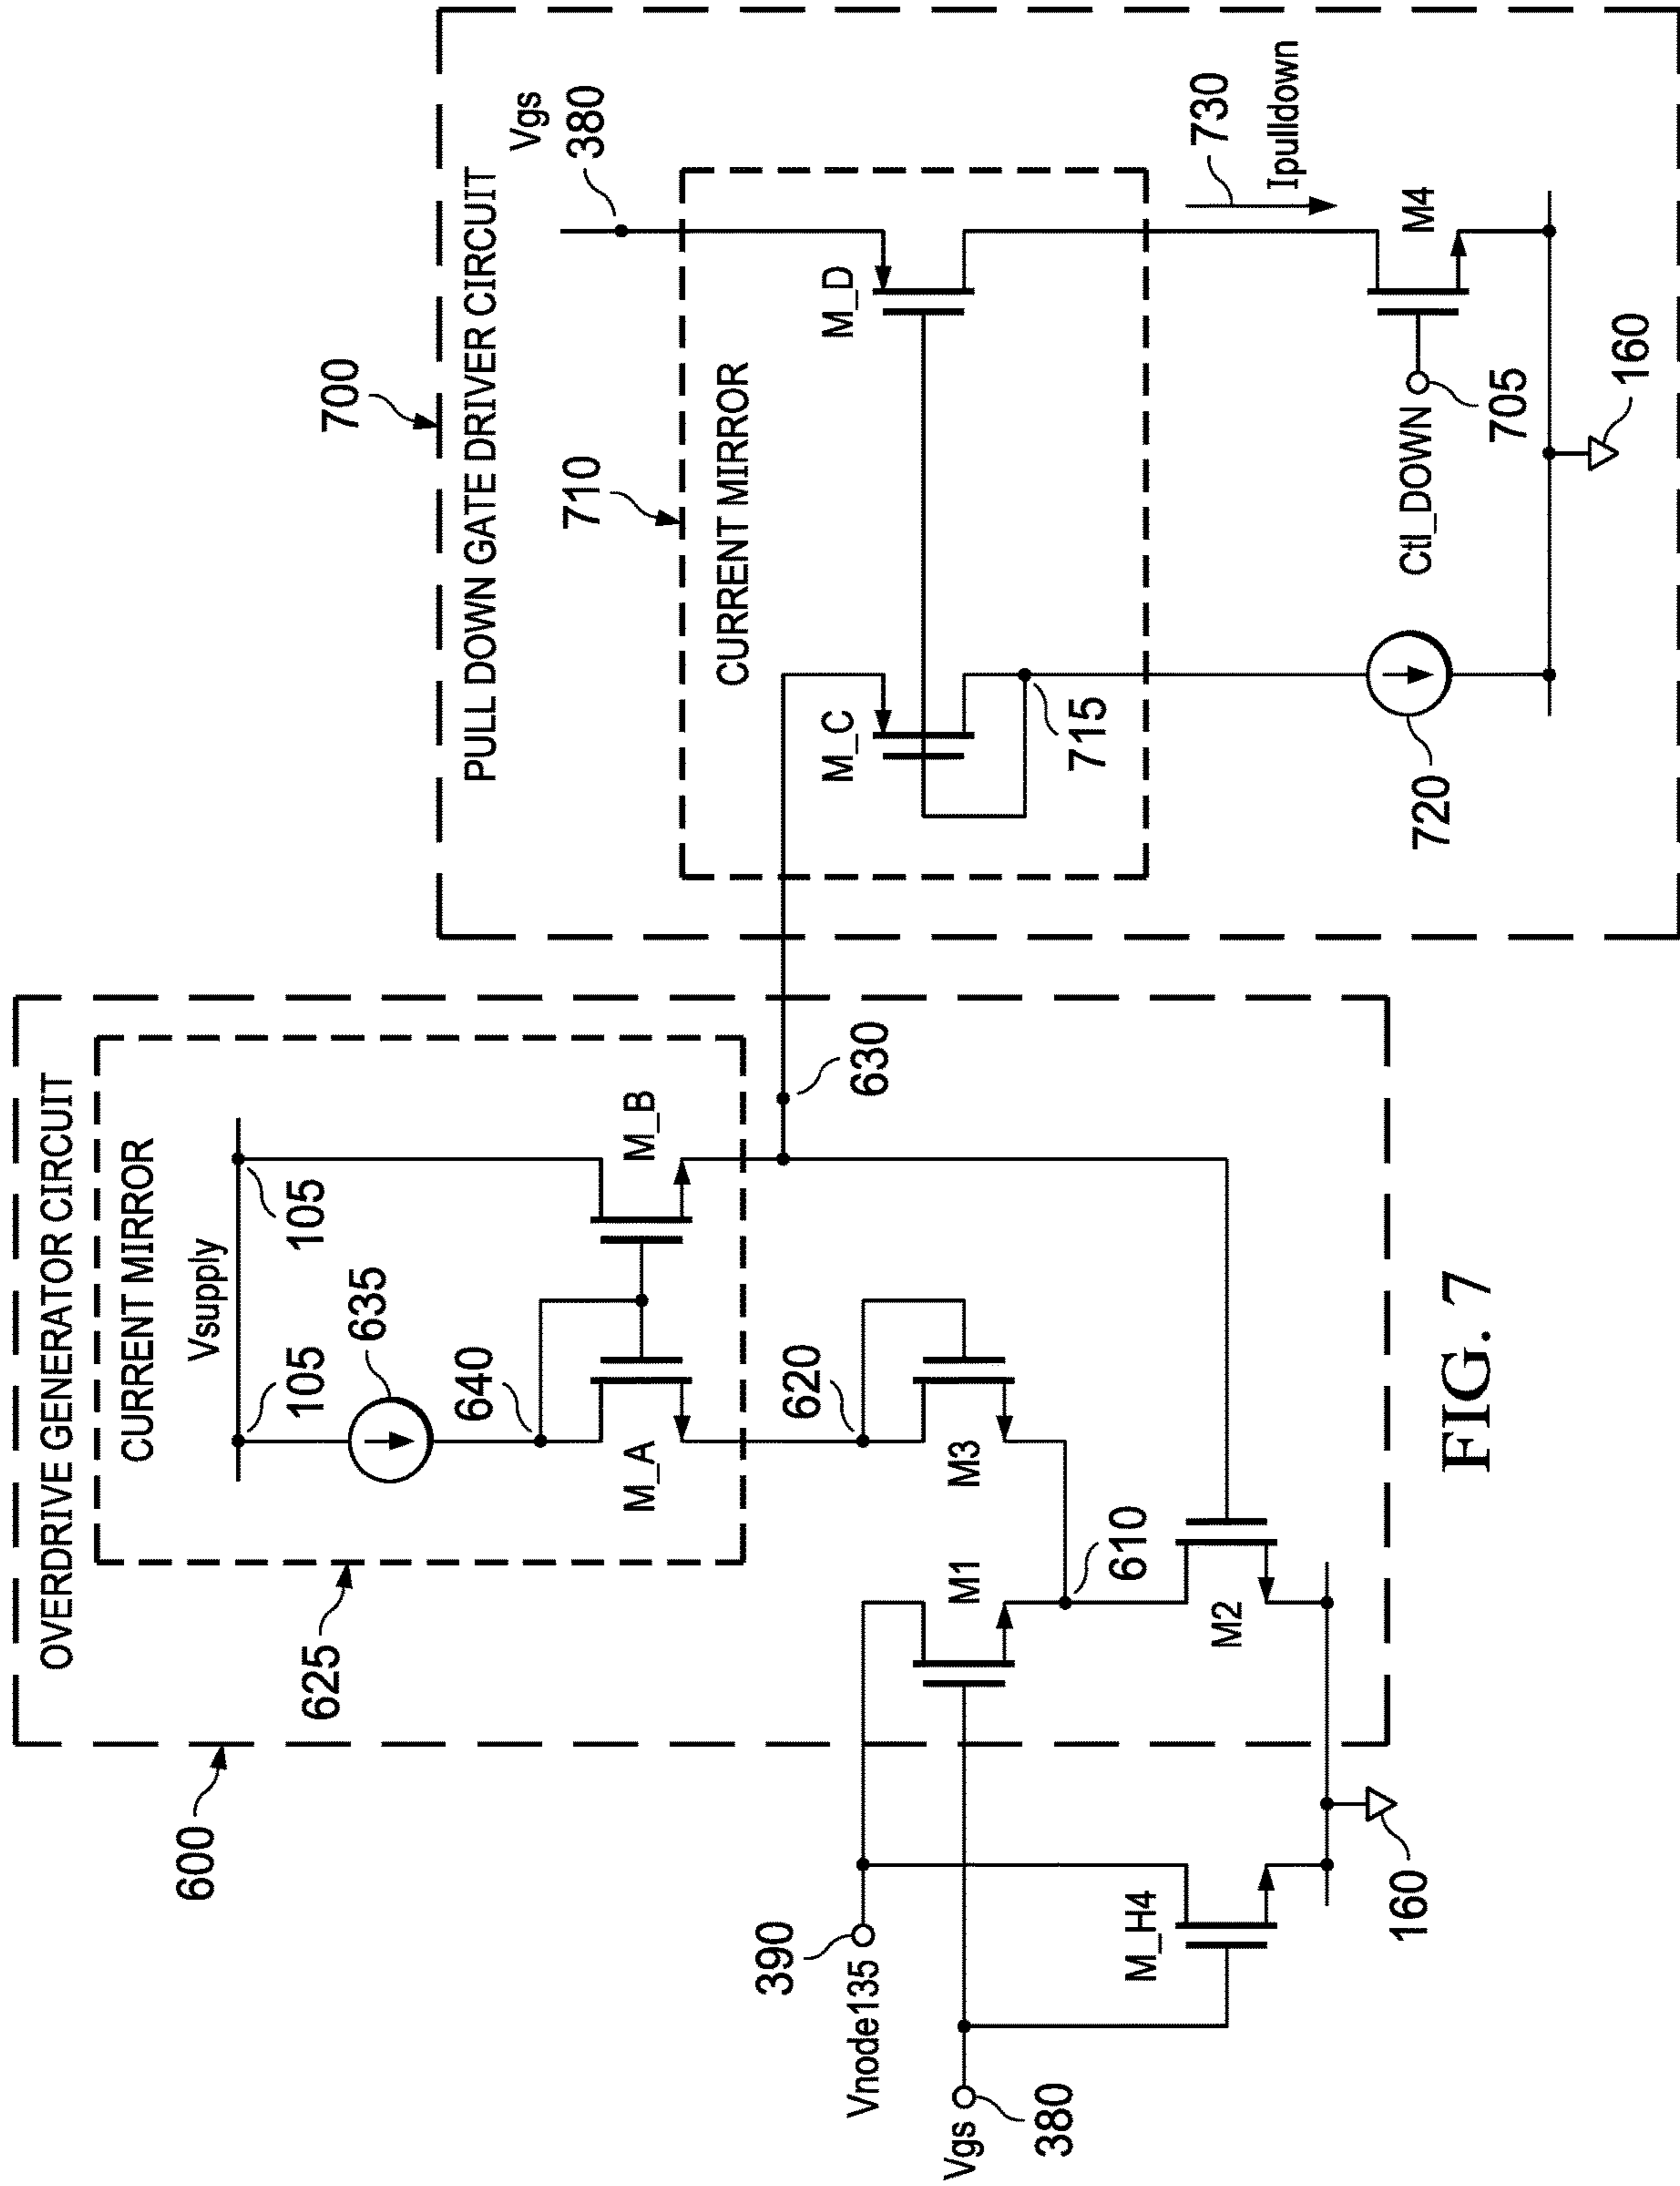 600
OVERDRIVE GENERATOR CIRCUIT
625
CURRENT MIRROR
Vsupply
105
105
635
640
M_A
M_B
620
630
M3
M1
610
M2
Vnode135
390
Vgs
380
M_H4
160
700
PULL DOWN GATE DRIVER CIRCUIT
Vgs
380
710
CURRENT MIRROR
M_C
M_D
715
730
Ipulldown
720
Ctl_DOWN
705
M4
160
FIG. 7